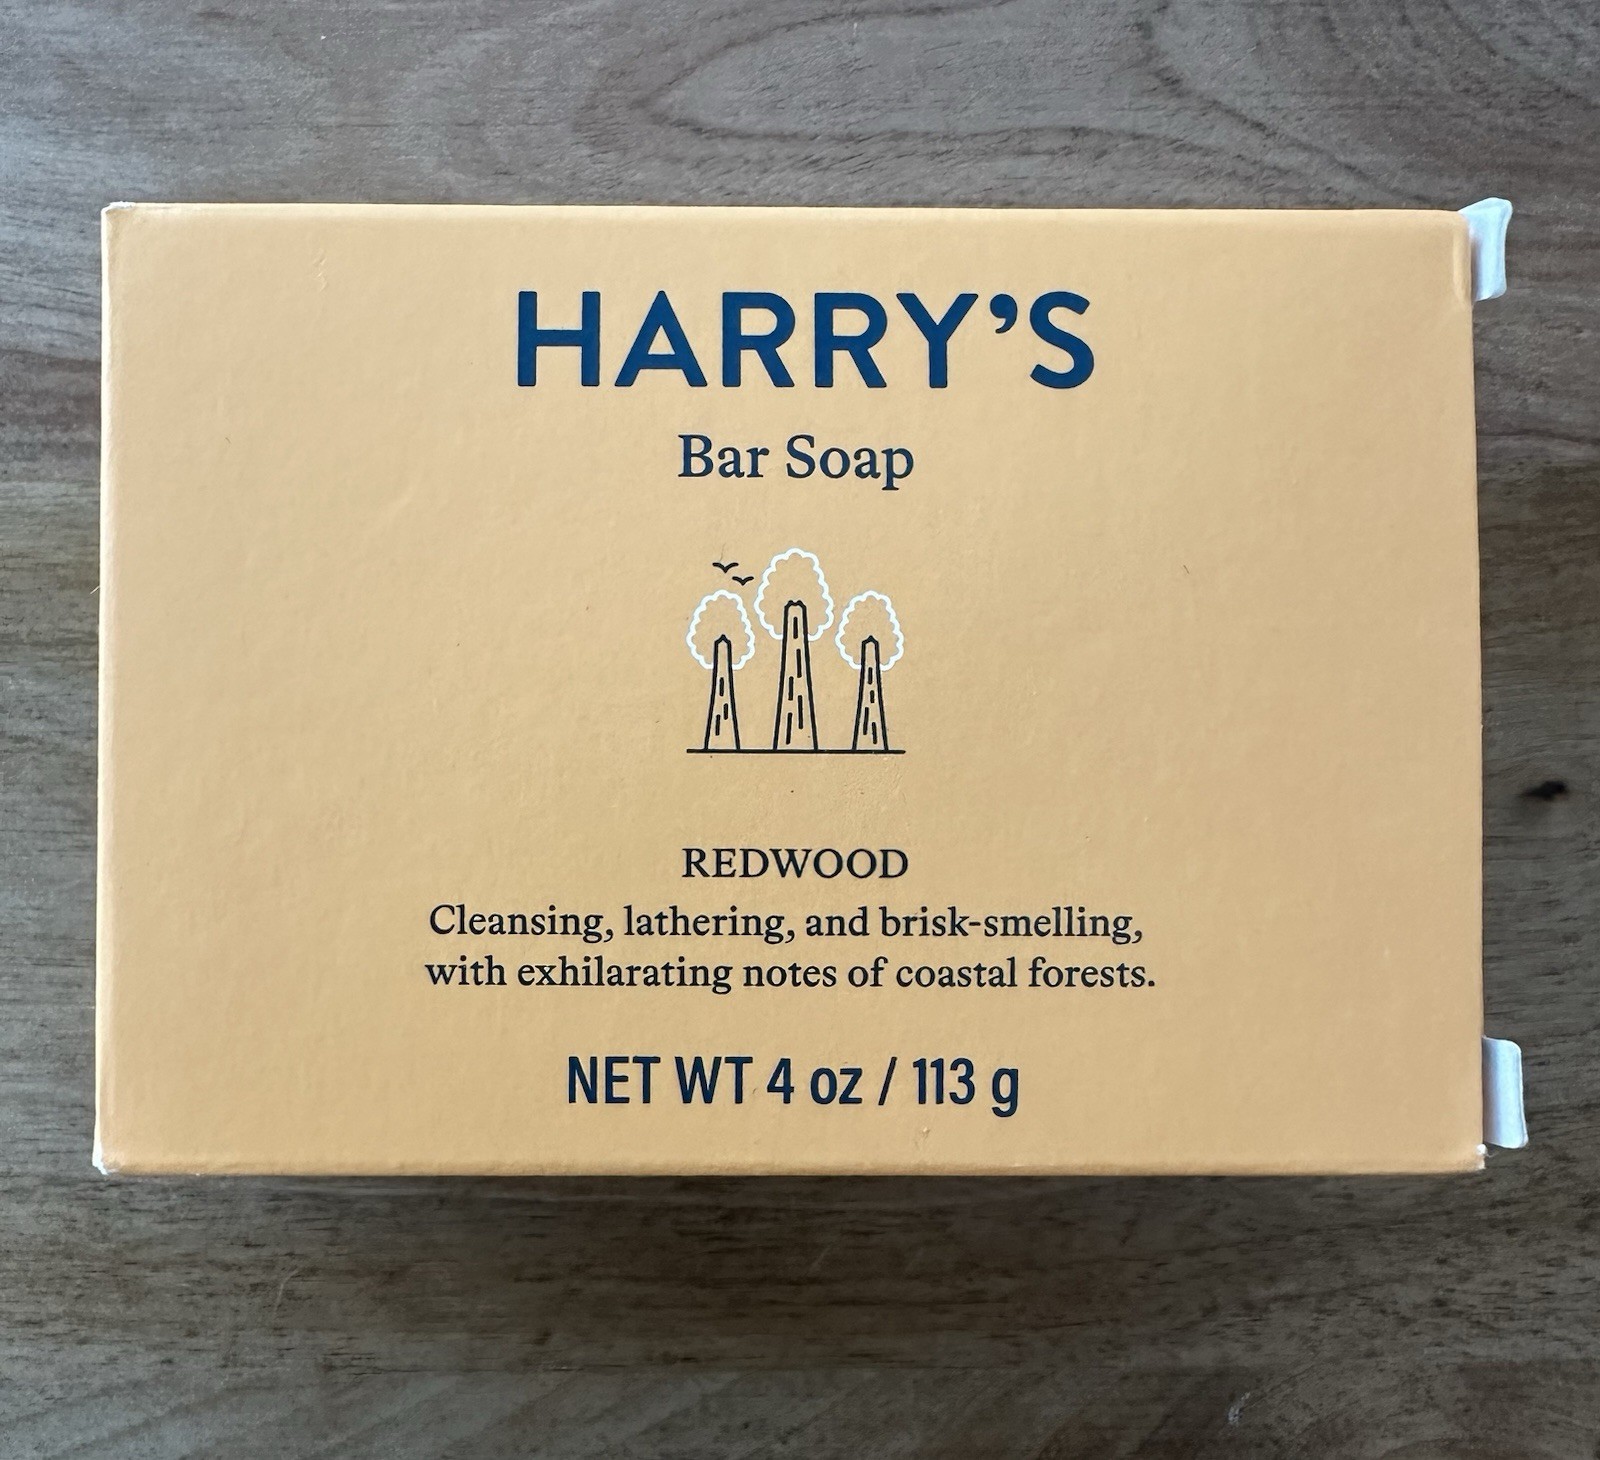 HARRY’S
Bar Soap
REDWOOD
Cleansing, lathering, and brisk-smelling,
with exhilarating notes of coastal forests.
NET WT 4 oz / 113 g